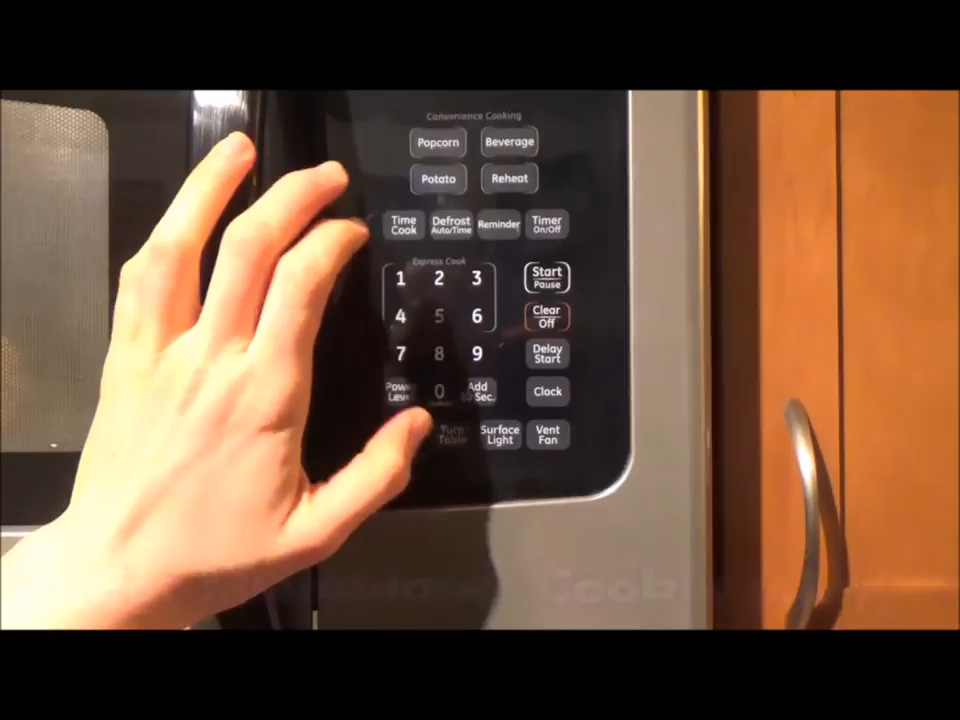 Convenience Cooking
Popcorn Beverage
Potato Reheat
Time Cook Defrost Auto/Time Reminder Timer On/Off
Express Cook
1 2 3 Start Pause
4 5 6 Clear Off
7 8 9 Delay Start
Power Level 0 Add Sec. Clock
Turn Table Surface Light Vent Fan